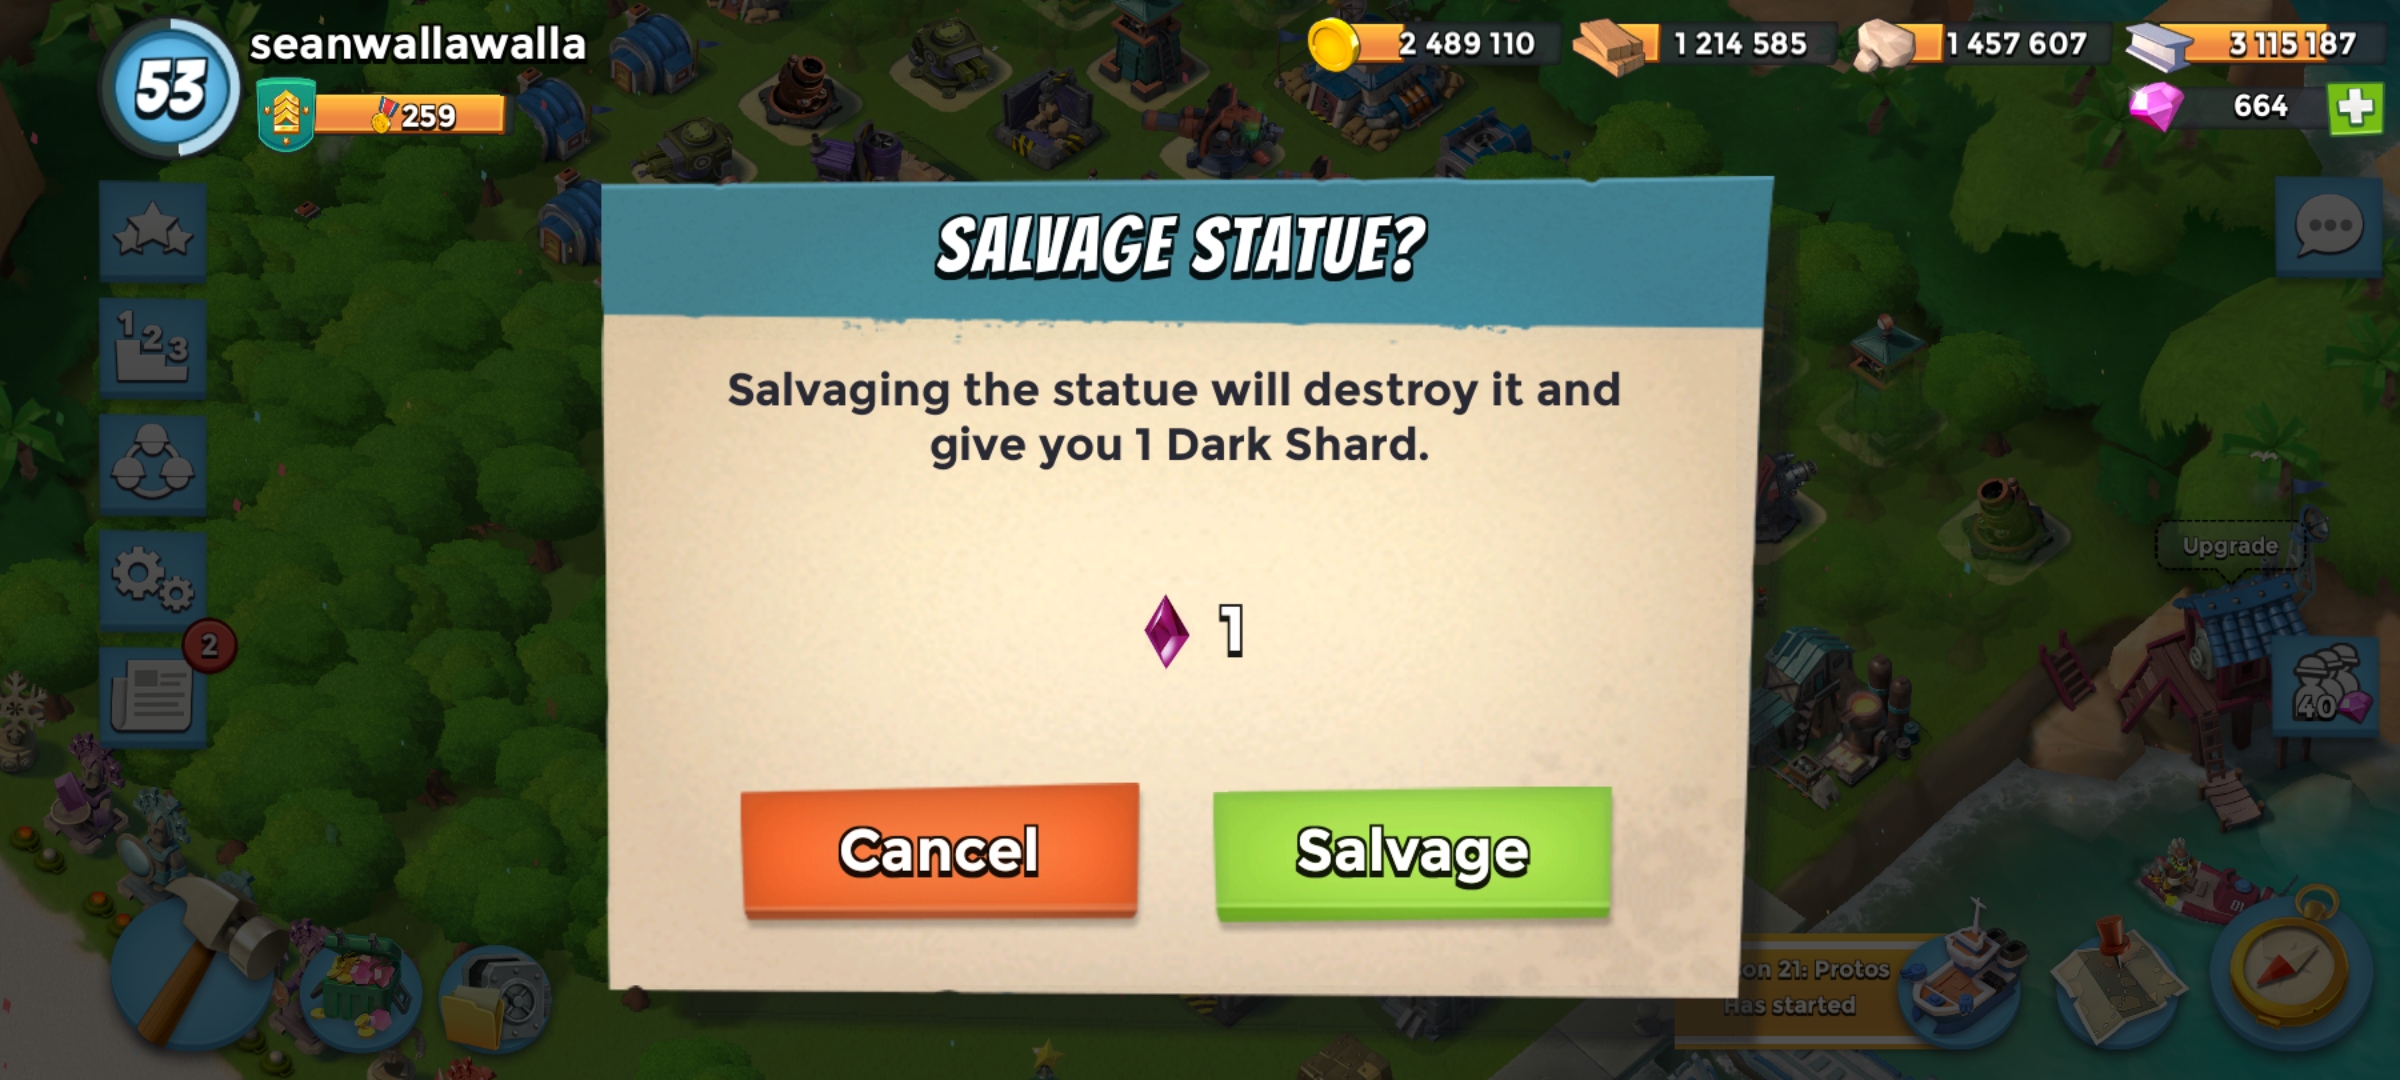 53
seanwallawalla
259
2 489 110
1 214 585
1 457 607
3 115 187
664
1 2 3
2
SALVAGE STATUE?
Salvaging the statue will destroy it and
give you 1 Dark Shard.
1
Cancel
Salvage
Upgrade
40
on 21: Protos
Has started